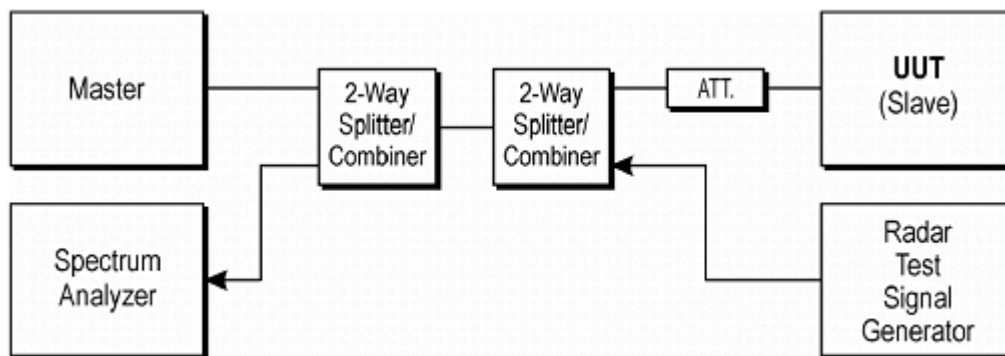 Master
2-Way
Splitter/
Combiner
2-Way
Splitter/
Combiner
ATT.
UUT
(Slave)
Spectrum
Analyzer
Radar
Test
Signal
Generator